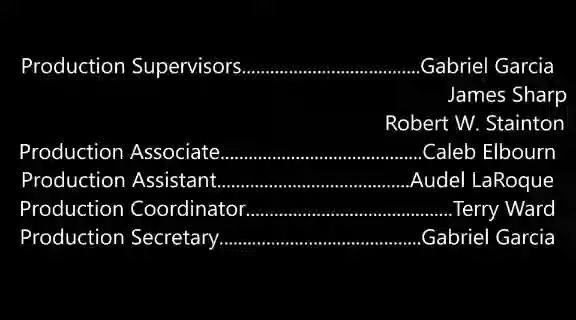 Production Supervisors......................................Gabriel Garcia
James Sharp
Robert W. Stainton
Production Associate...........................................Caleb Elbourn
Production Assistant.........................................Audel LaRoque
Production Coordinator............................................Terry Ward
Production Secretary...........................................Gabriel Garcia